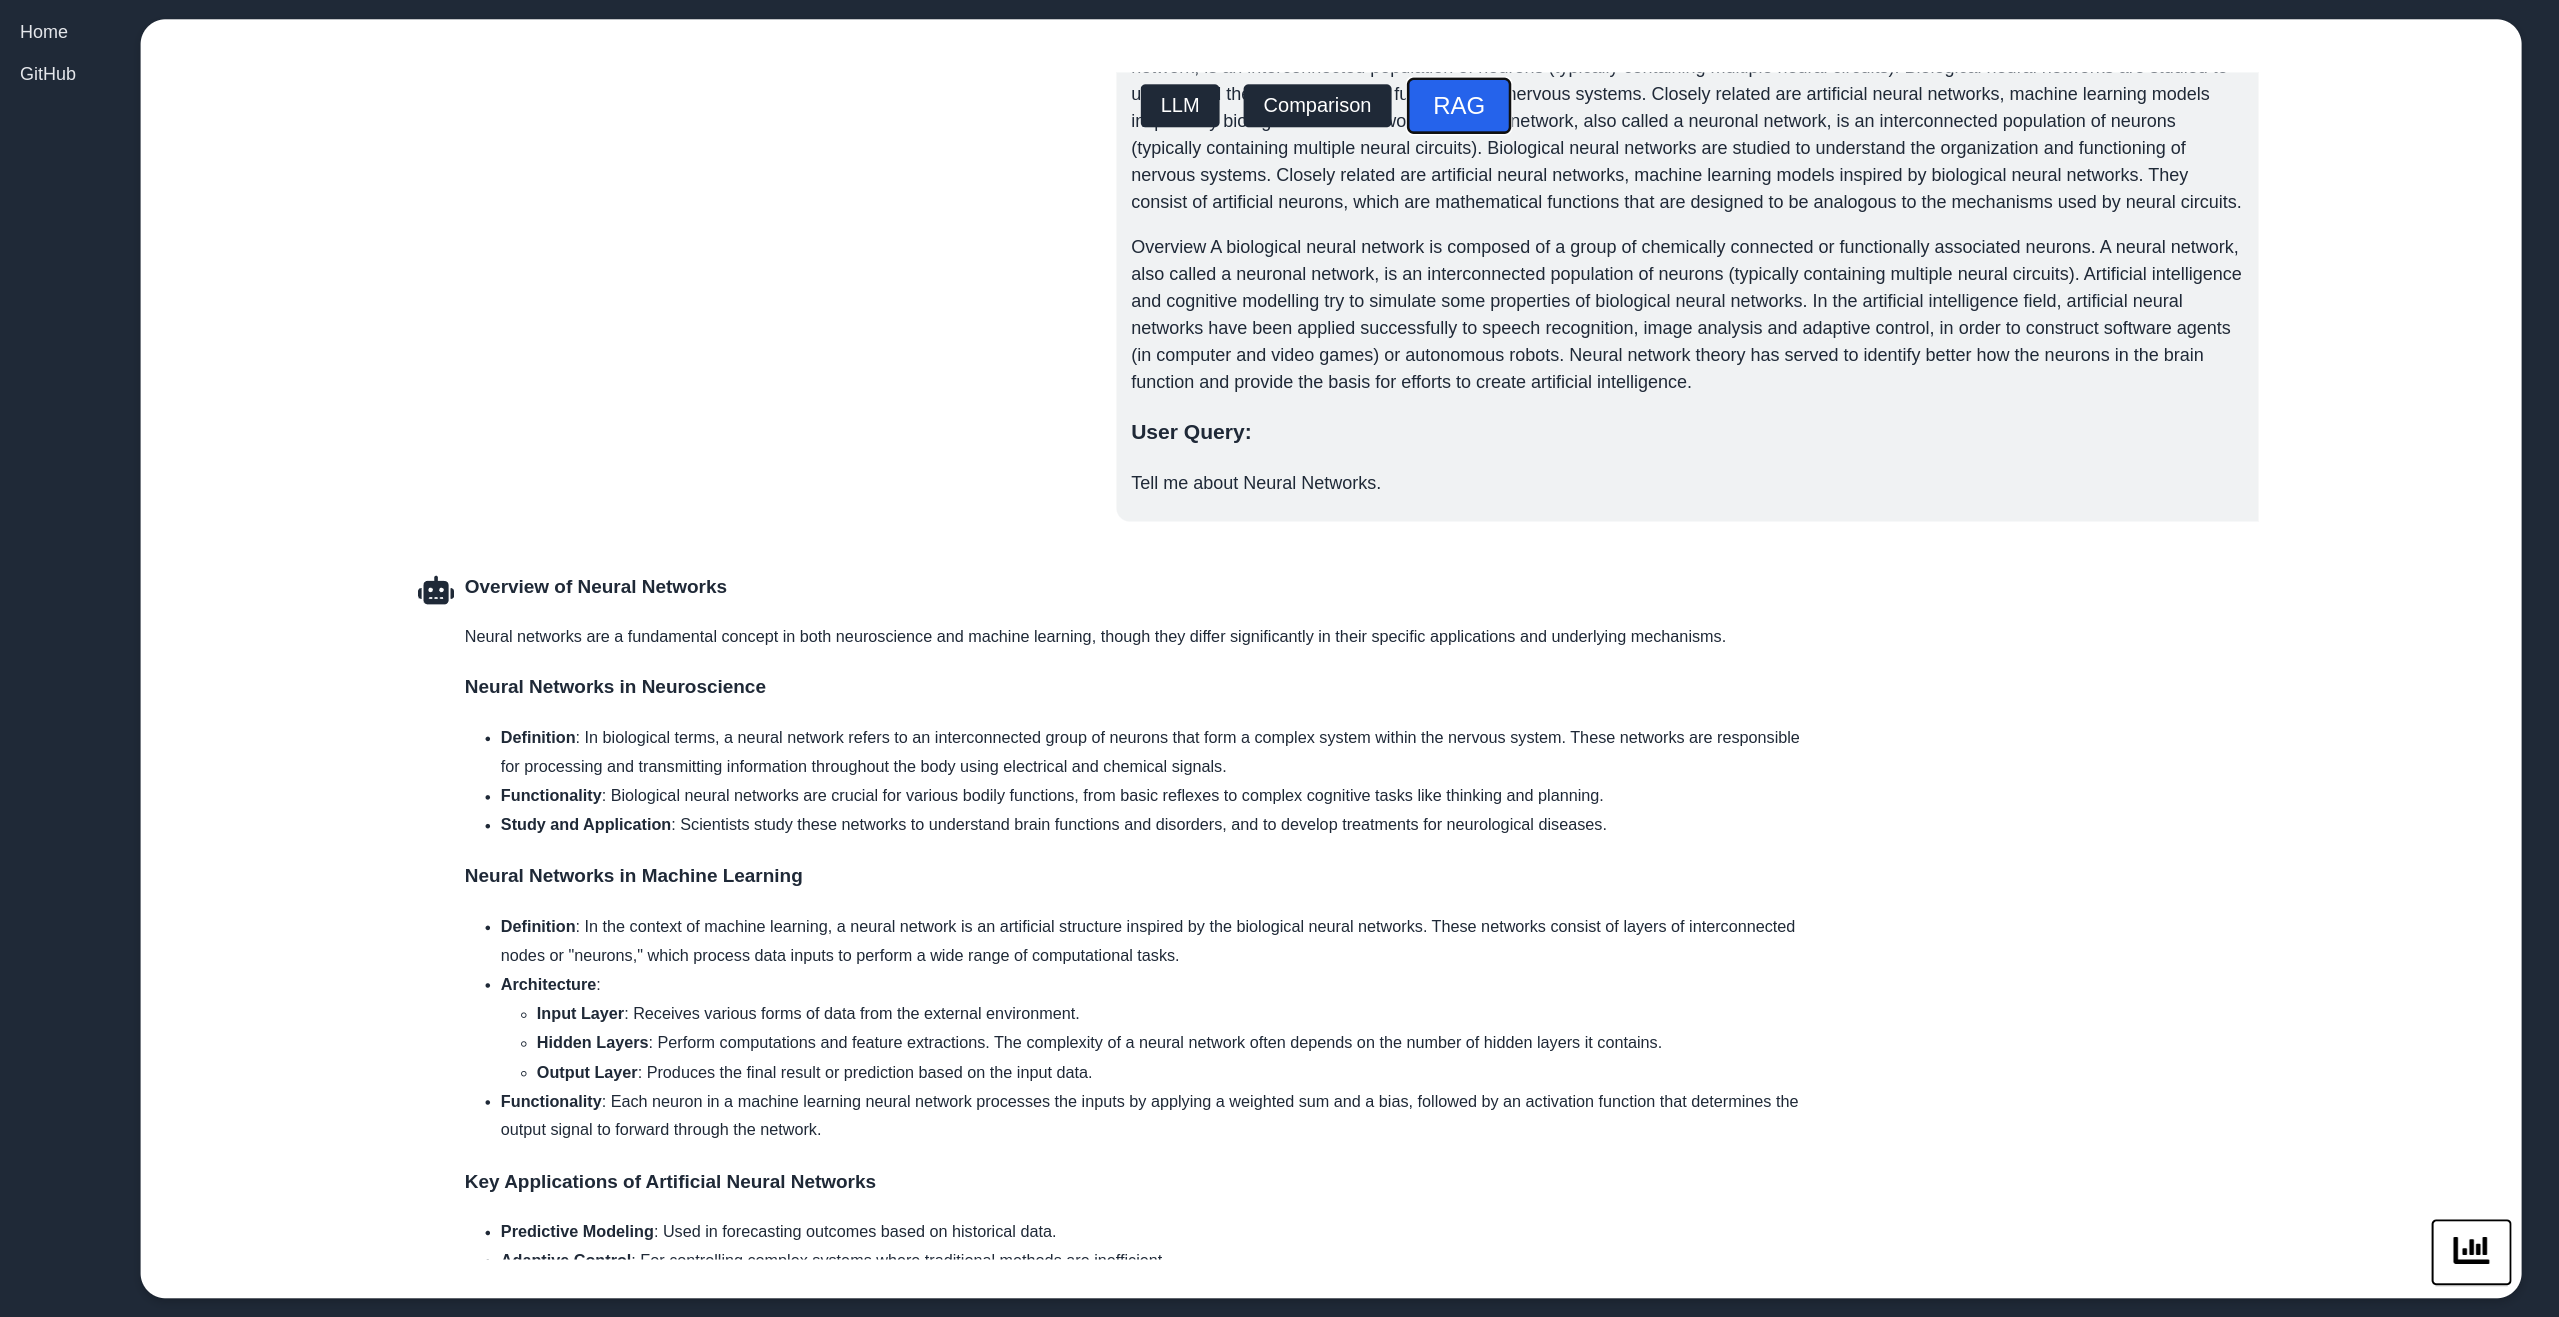 Home
GitHub
LLM
Comparison
RAG
network, is an interconnected population of neurons (typically containing multiple neural circuits). Biological neural networks are studied to
the fu nervous systems. Closely related are artificial neural networks, machine learning models
network, also called a neuronal network, is an interconnected population of neurons
(typically containing multiple neural circuits). Biological neural networks are studied to understand the organization and functioning of
nervous systems. Closely related are artificial neural networks, machine learning models inspired by biological neural networks. They
consist of artificial neurons, which are mathematical functions that are designed to be analogous to the mechanisms used by neural circuits.
Overview A biological neural network is composed of a group of chemically connected or functionally associated neurons. A neural network,
also called a neuronal network, is an interconnected population of neurons (typically containing multiple neural circuits). Artificial intelligence
and cognitive modelling try to simulate some properties of biological neural networks. In the artificial intelligence field, artificial neural
networks have been applied successfully to speech recognition, image analysis and adaptive control, in order to construct software agents
(in computer and video games) or autonomous robots. Neural network theory has served to identify better how the neurons in the brain
function and provide the basis for efforts to create artificial intelligence.
User Query:
Tell me about Neural Networks.
Overview of Neural Networks
Neural networks are a fundamental concept in both neuroscience and machine learning, though they differ significantly in their specific applications and underlying mechanisms.
Neural Networks in Neuroscience
• Definition: In biological terms, a neural network refers to an interconnected group of neurons that form a complex system within the nervous system. These networks are responsible
for processing and transmitting information throughout the body using electrical and chemical signals.
• Functionality: Biological neural networks are crucial for various bodily functions, from basic reflexes to complex cognitive tasks like thinking and planning.
• Study and Application: Scientists study these networks to understand brain functions and disorders, and to develop treatments for neurological diseases.
Neural Networks in Machine Learning
• Definition: In the context of machine learning, a neural network is an artificial structure inspired by the biological neural networks. These networks consist of layers of interconnected
nodes or "neurons," which process data inputs to perform a wide range of computational tasks.
• Architecture:
◦ Input Layer: Receives various forms of data from the external environment.
◦ Hidden Layers: Perform computations and feature extractions. The complexity of a neural network often depends on the number of hidden layers it contains.
◦ Output Layer: Produces the final result or prediction based on the input data.
• Functionality: Each neuron in a machine learning neural network processes the inputs by applying a weighted sum and a bias, followed by an activation function that determines the
output signal to forward through the network.
Key Applications of Artificial Neural Networks
• Predictive Modeling: Used in forecasting outcomes based on historical data.
• Adaptive Control: For controlling complex systems where traditional methods are inefficient.